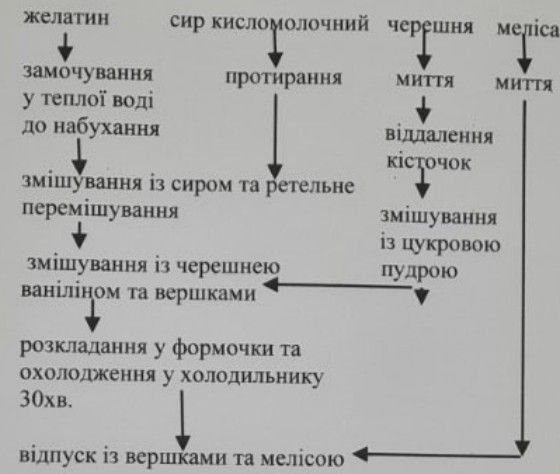 желатин
сир кисломолочний
черешня
меліса
замочування
у теплої воді
до набухання
протирання
миття
миття
віддалення
кісточок
змішування із сиром та ретельне
перемішування
змішування
із цукровою
пудрою
змішування із черешнею
ваніліном та вершками
розкладання у формочки та
охолодження у холодильнику
30хв.
відпуск із вершками та мелісою